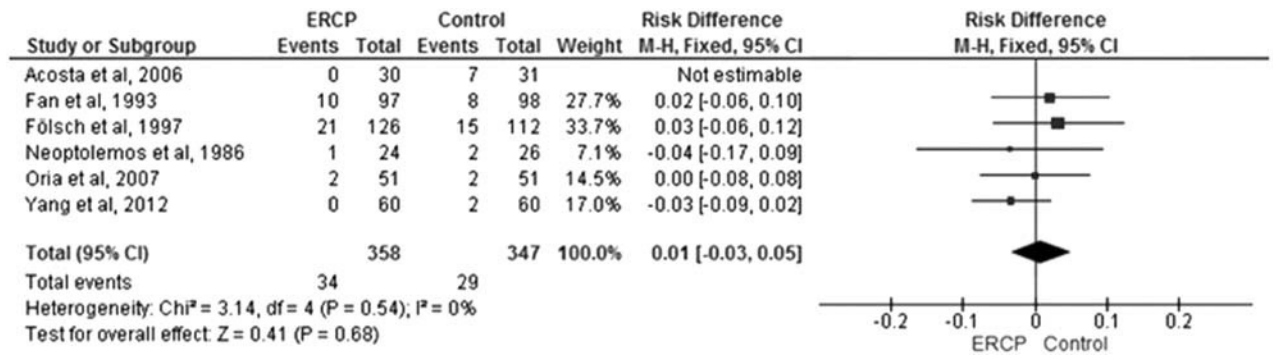 ERCP Control Risk Difference Risk Difference
Study or Subgroup Events Total Events Total Weight M-H, Fixed, 95% CI M-H, Fixed, 95% CI
Acosta et al, 2006 0 30 7 31 Not estimable
Fan et al, 1993 10 97 8 98 27.7% 0.02 [-0.06, 0.10]
Fölsch et al, 1997 21 126 15 112 33.7% 0.03 [-0.06, 0.12]
Neoptolemos et al, 1986 1 24 2 26 7.1% -0.04 [-0.17, 0.09]
Oria et al, 2007 2 51 2 51 14.5% 0.00 [-0.08, 0.08]
Yang et al, 2012 0 60 2 60 17.0% -0.03 [-0.09, 0.02]
Total (95% CI) 358 347 100.0% 0.01 [-0.03, 0.05]
Total events 34 29
Heterogeneity: Chi² = 3.14, df = 4 (P = 0.54); I² = 0%
Test for overall effect: Z = 0.41 (P = 0.68)
-0.2 -0.1 0 0.1 0.2
ERCP Control